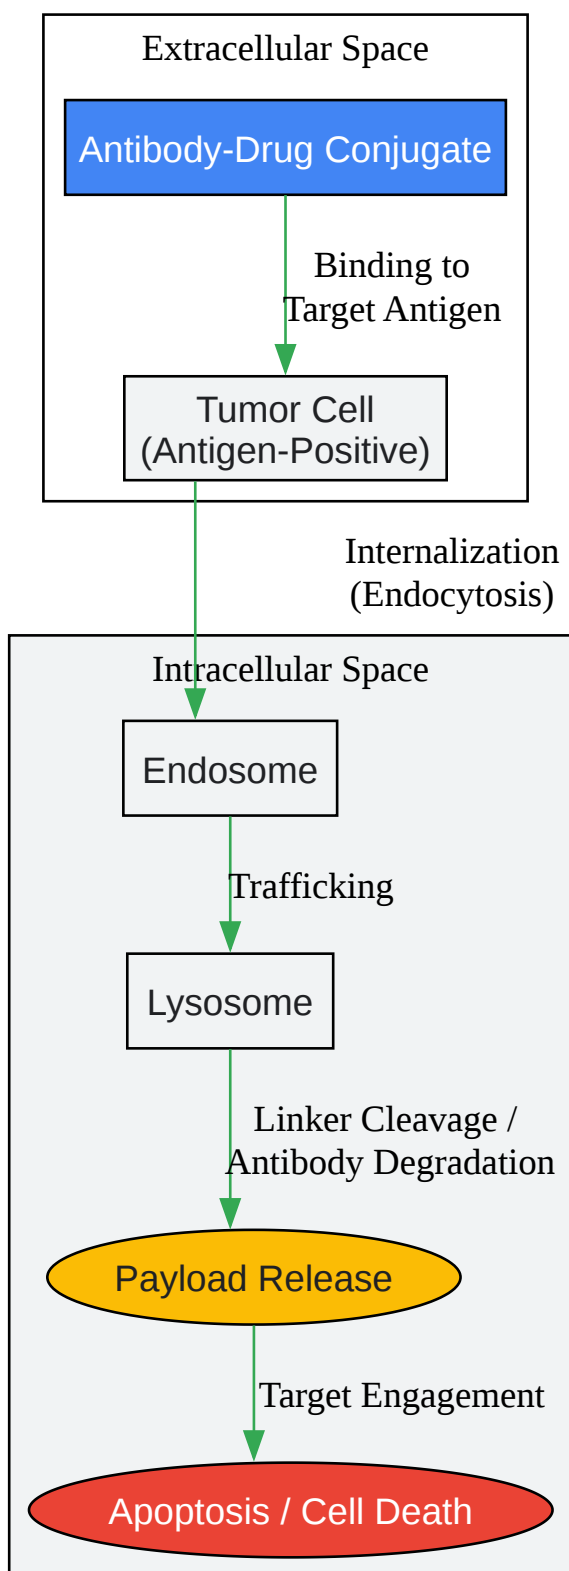 Extracellular Space
Antibody-Drug Conjugate
Binding to
Target Antigen
Tumor Cell
(Antigen-Positive)
Internalization
(Endocytosis)
Intracellular Space
Endosome
Trafficking
Lysosome
Linker Cleavage /
Antibody Degradation
Payload Release
Target Engagement
Apoptosis / Cell Death